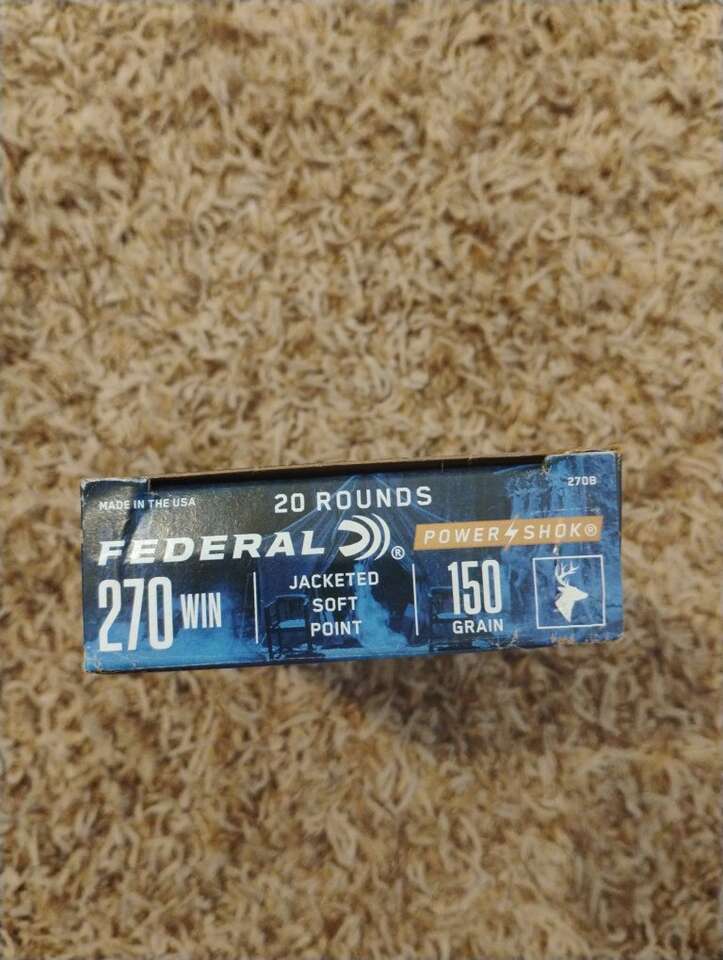 MADE IN THE USA
20 ROUNDS
270B
FEDERAL ®
POWER SHOK®
270 WIN
JACKETED
SOFT
POINT
150
GRAIN